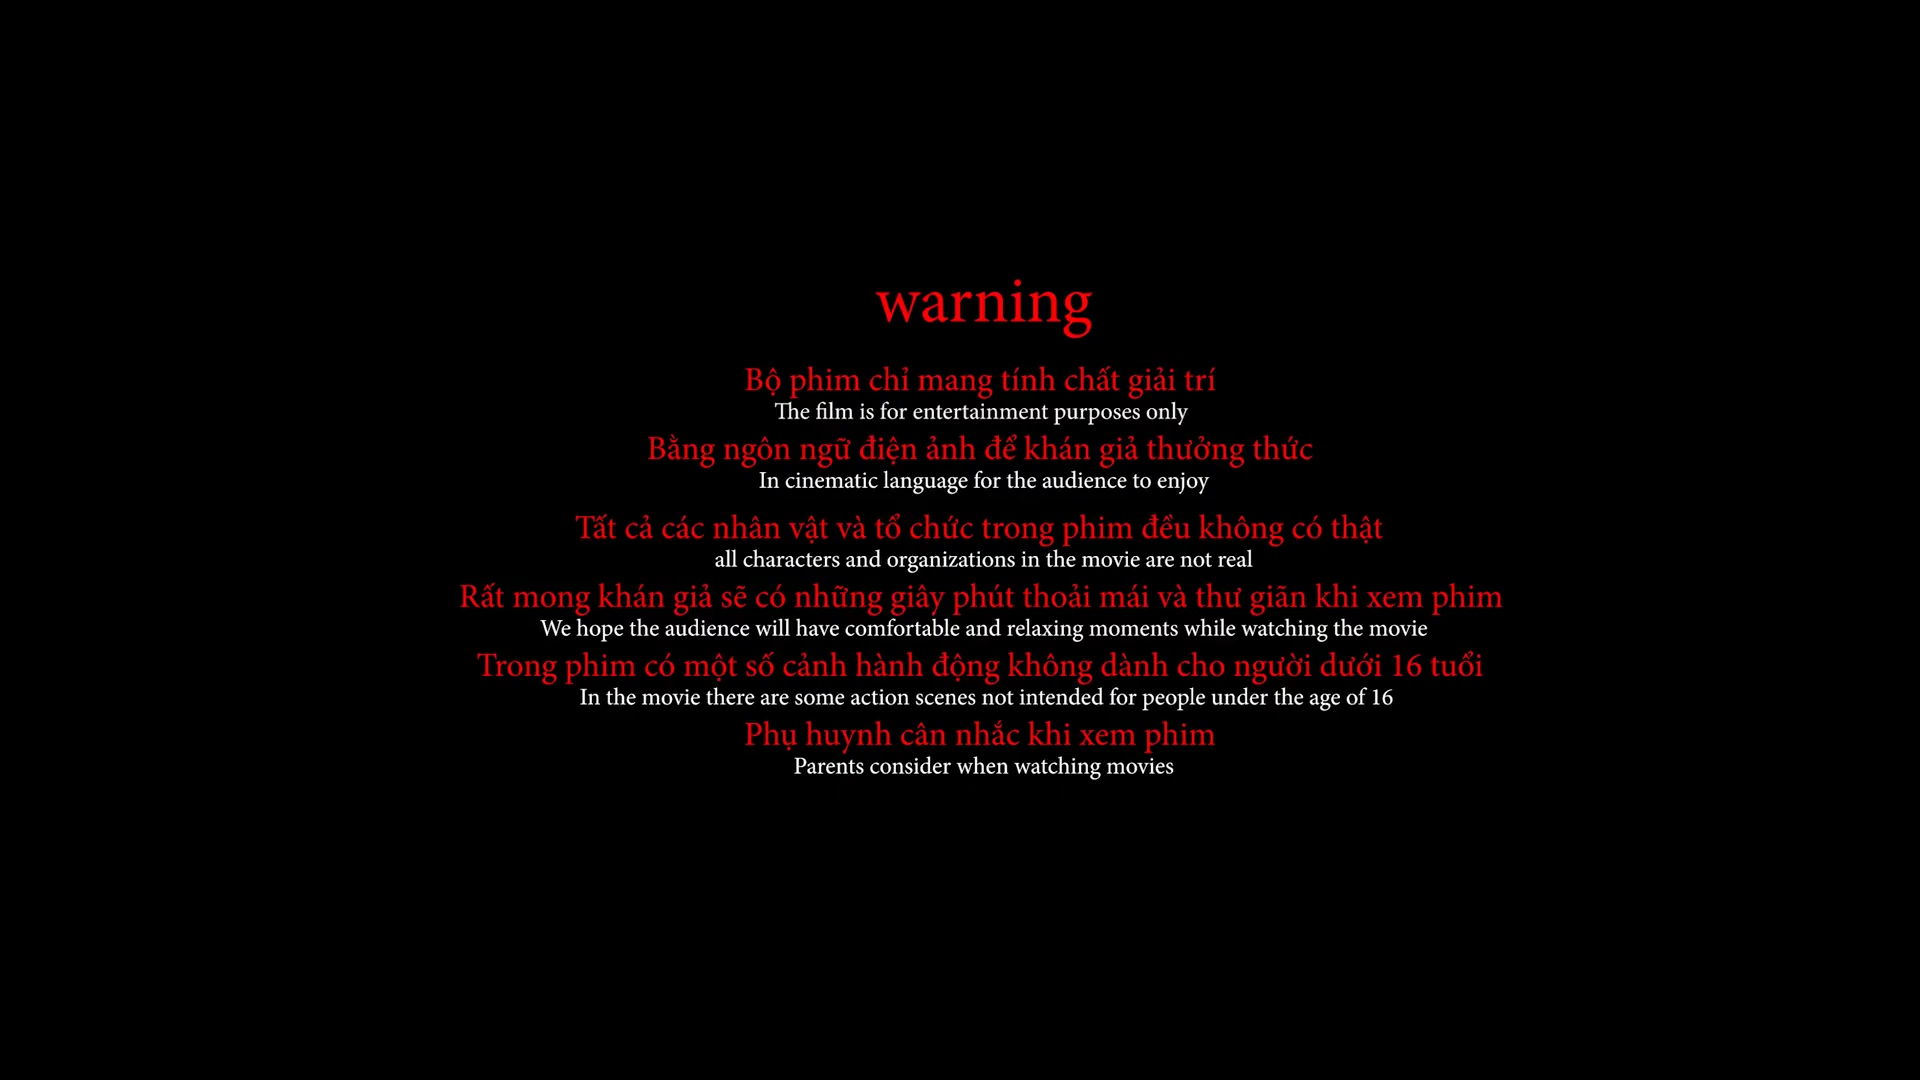 warning
Bộ phim chỉ mang tính chất giải trí
The film is for entertainment purposes only
Bằng ngôn ngữ điện ảnh để khán giả thưởng thức
In cinematic language for the audience to enjoy
Tất cả các nhân vật và tổ chức trong phim đều không có thật
all characters and organizations in the movie are not real
Rất mong khán giả sẽ có những giây phút thoải mái và thư giãn khi xem phim
We hope the audience will have comfortable and relaxing moments while watching the movie
Trong phim có một số cảnh hành động không dành cho người dưới 16 tuổi
In the movie there are some action scenes not intended for people under the age of 16
Phụ huynh cân nhắc khi xem phim
Parents consider when watching movies